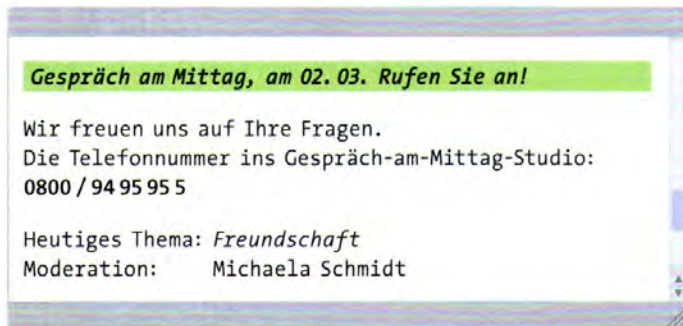 Gespräch am Mittag, am 02.03. Rufen Sie an!
Wir freuen uns auf Ihre Fragen.
Die Telefonnummer ins Gespräch-am-Mittag-Studio:
0800 / 94 95 95 5
Heutiges Thema: Freundschaft
Moderation: Michaela Schmidt